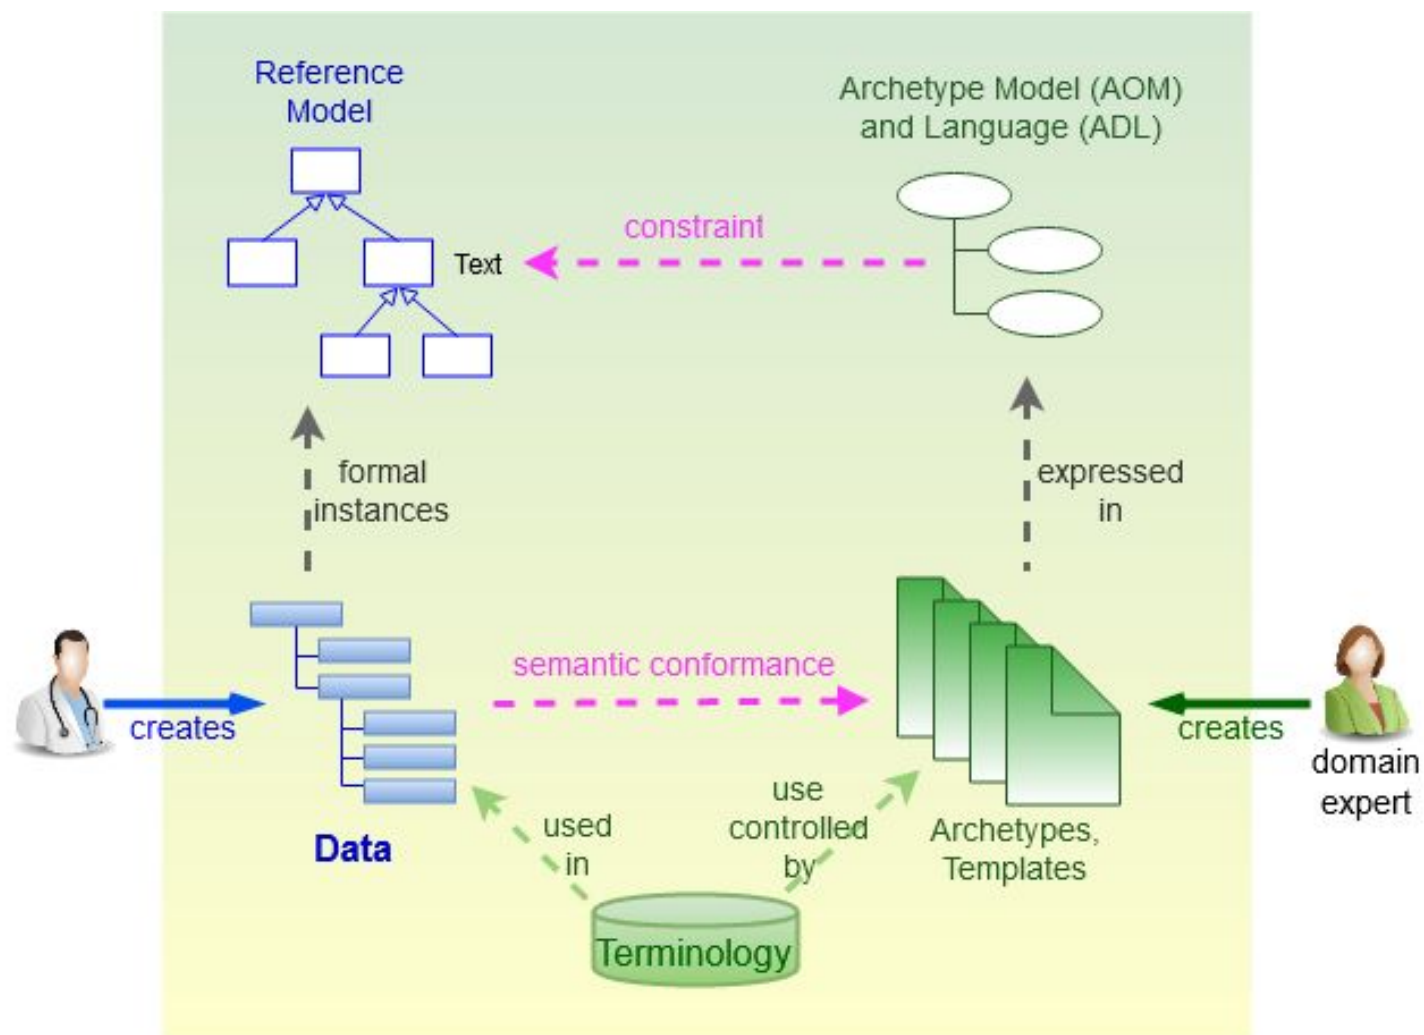 Reference
Model
Archetype Model (AOM)
and Language (ADL)
constraint
Text
formal
instances
expressed
in
semantic conformance
creates
creates
domain
expert
Data
used
in
use
controlled
by
Archetypes,
Templates
Terminology